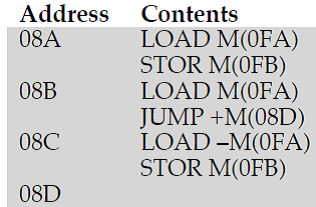 Address Contents
08A LOAD M(0FA)
STOR M(0FB)
08B LOAD M(0FA)
JUMP +M(08D)
08C LOAD –M(0FA)
STOR M(0FB)
08D